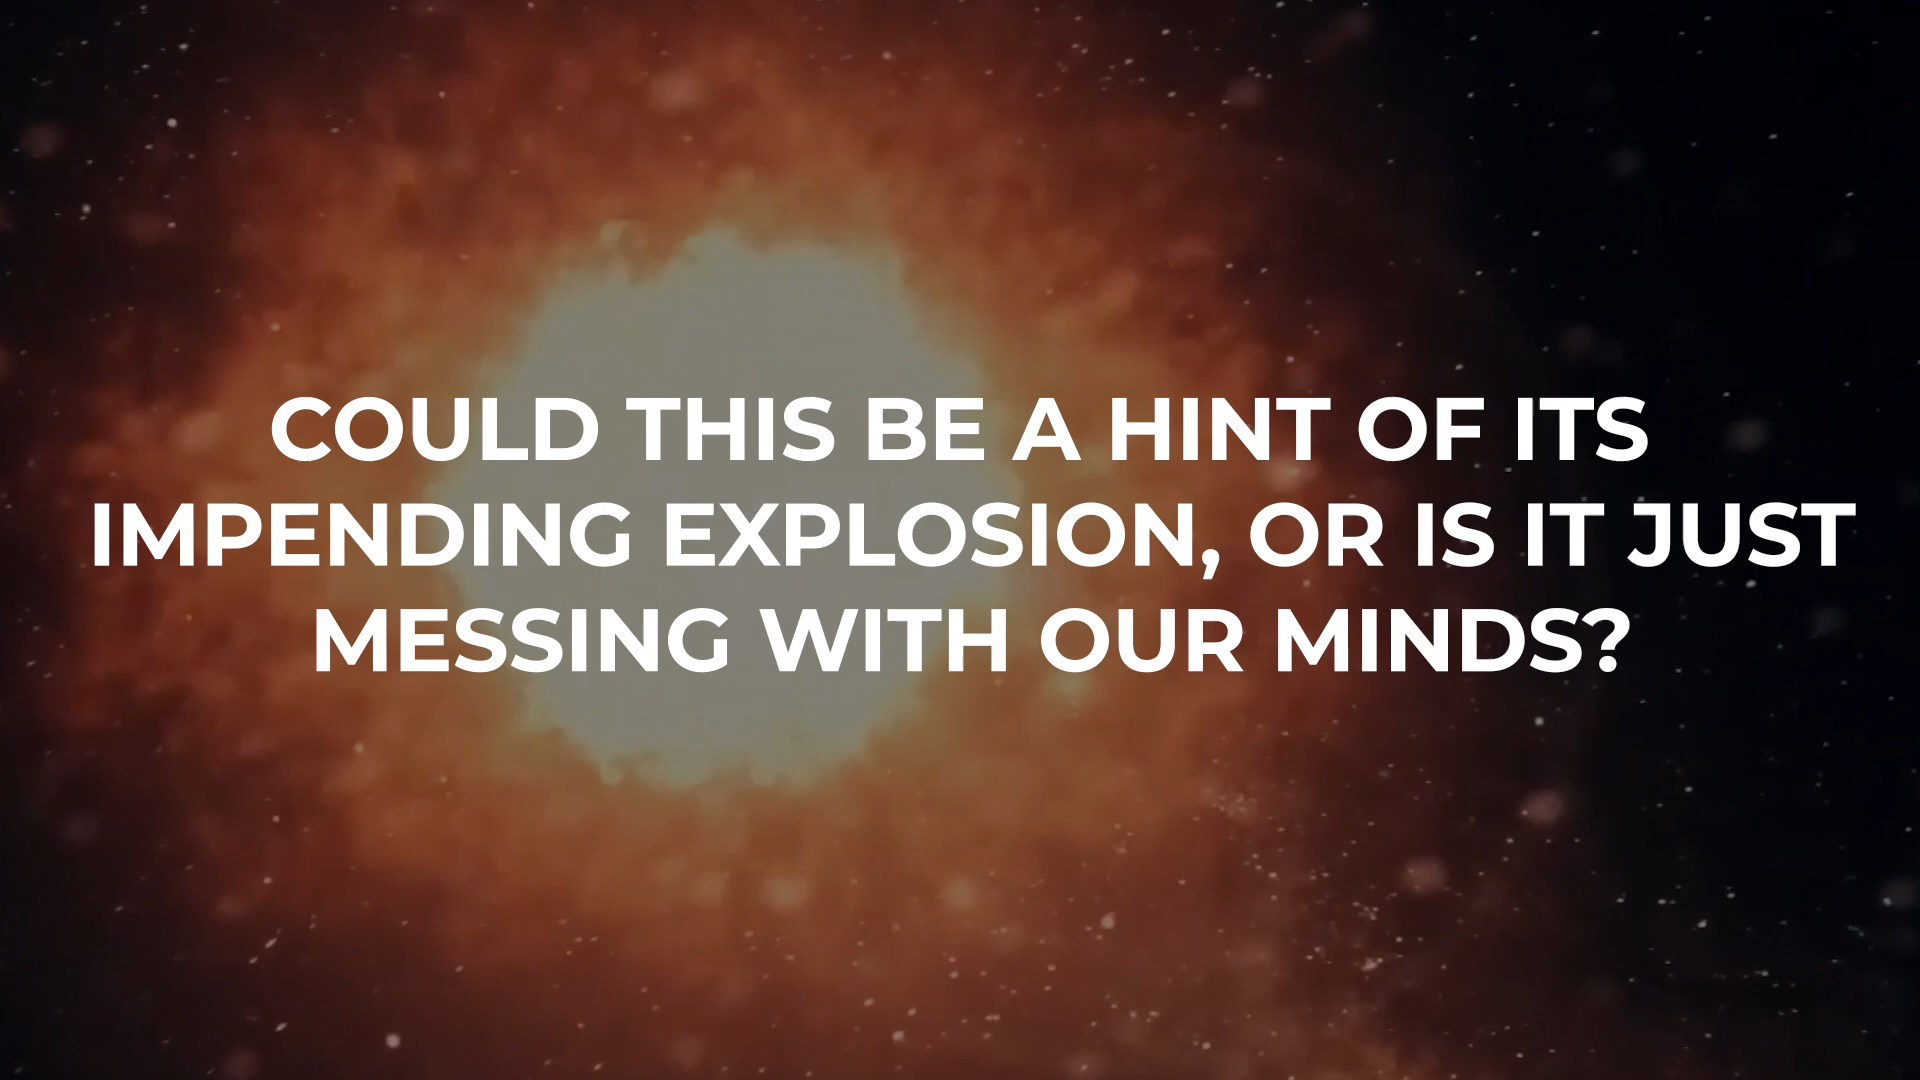 COULD THIS BE A HINT OF ITS
IMPENDING EXPLOSION, OR IS IT JUST
MESSING WITH OUR MINDS?